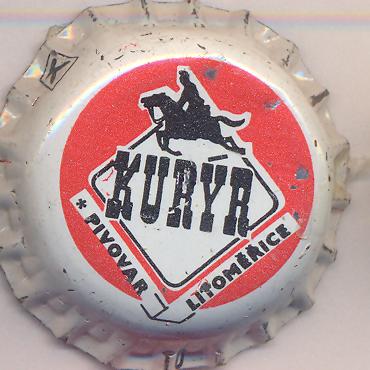 KURÝR
* PIVOVAR
LITOMĚŘICE